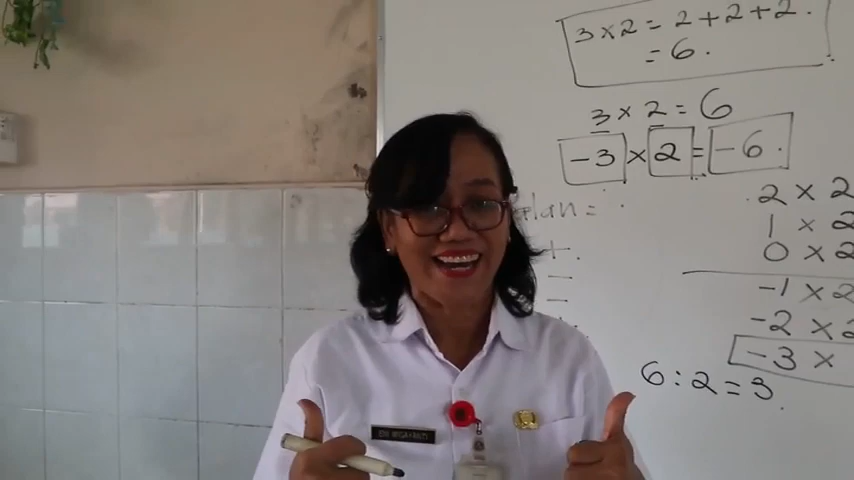 3 x 2 = 2 + 2 + 2.
= 6.
3 x 2 = 6
-3 x 2 = -6.
=
2 x 2
1 x 2
0 x 2
-1 x 2
-2 x 2
-3 x
6 : 2 = 3